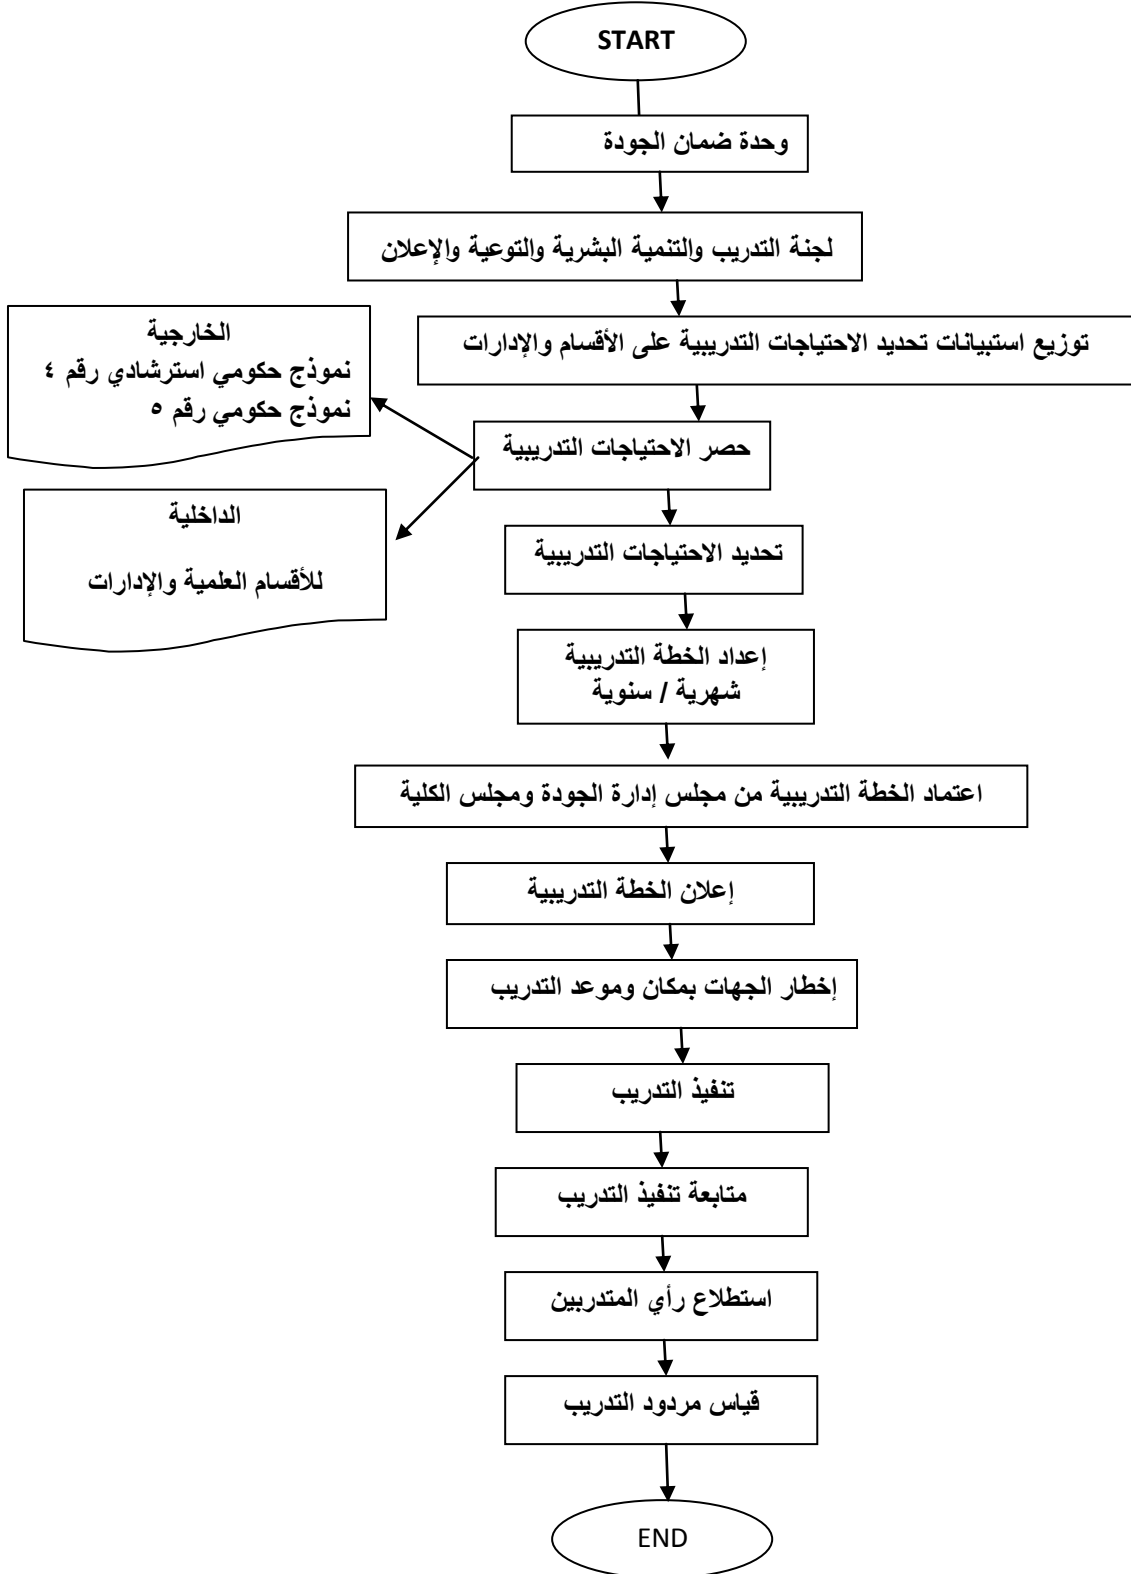 START
وحدة ضمان الجودة
لجنة التدريب والتنمية البشرية والتوعية والإعلان
توزيع استبيانات تحديد الاحتياجات التدريبية على الأقسام والإدارات
حصر الاحتياجات التدريبية
الخارجية
نموذج حكومي استرشادي رقم ٤
نموذج حكومي رقم ٥
الداخلية
للأقسام العلمية والإدارات
تحديد الاحتياجات التدريبية
إعداد الخطة التدريبية
شهرية / سنوية
اعتماد الخطة التدريبية من مجلس إدارة الجودة ومجلس الكلية
إعلان الخطة التدريبية
إخطار الجهات بمكان وموعد التدريب
تنفيذ التدريب
متابعة تنفيذ التدريب
استطلاع رأي المتدربين
قياس مردود التدريب
END